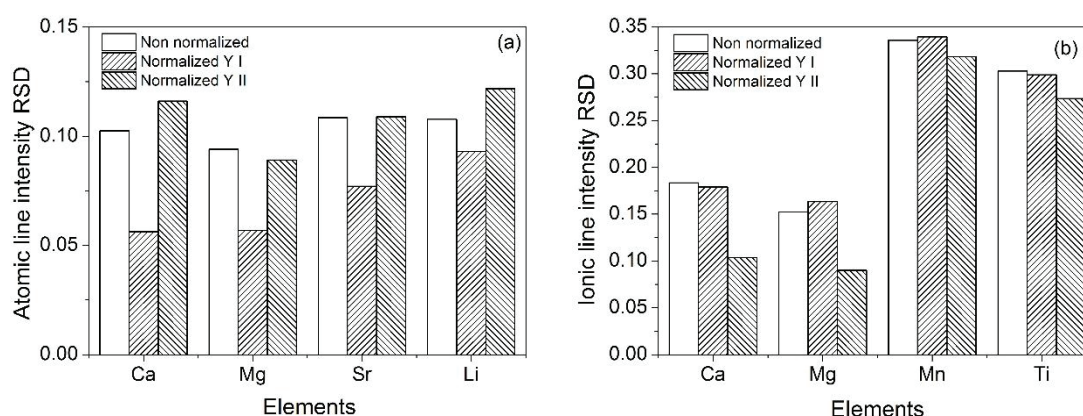 (a)
Non normalized
Normalized Y I
Normalized Y II
Atomic line intensity RSD
0.15
0.10
0.05
0.00
Ca Mg Sr Li
Elements
(b)
Non normalized
Normalized Y I
Normalized Y II
Ionic line intensity RSD
0.35
0.30
0.25
0.20
0.15
0.10
0.05
0.00
Ca Mg Mn Ti
Elements